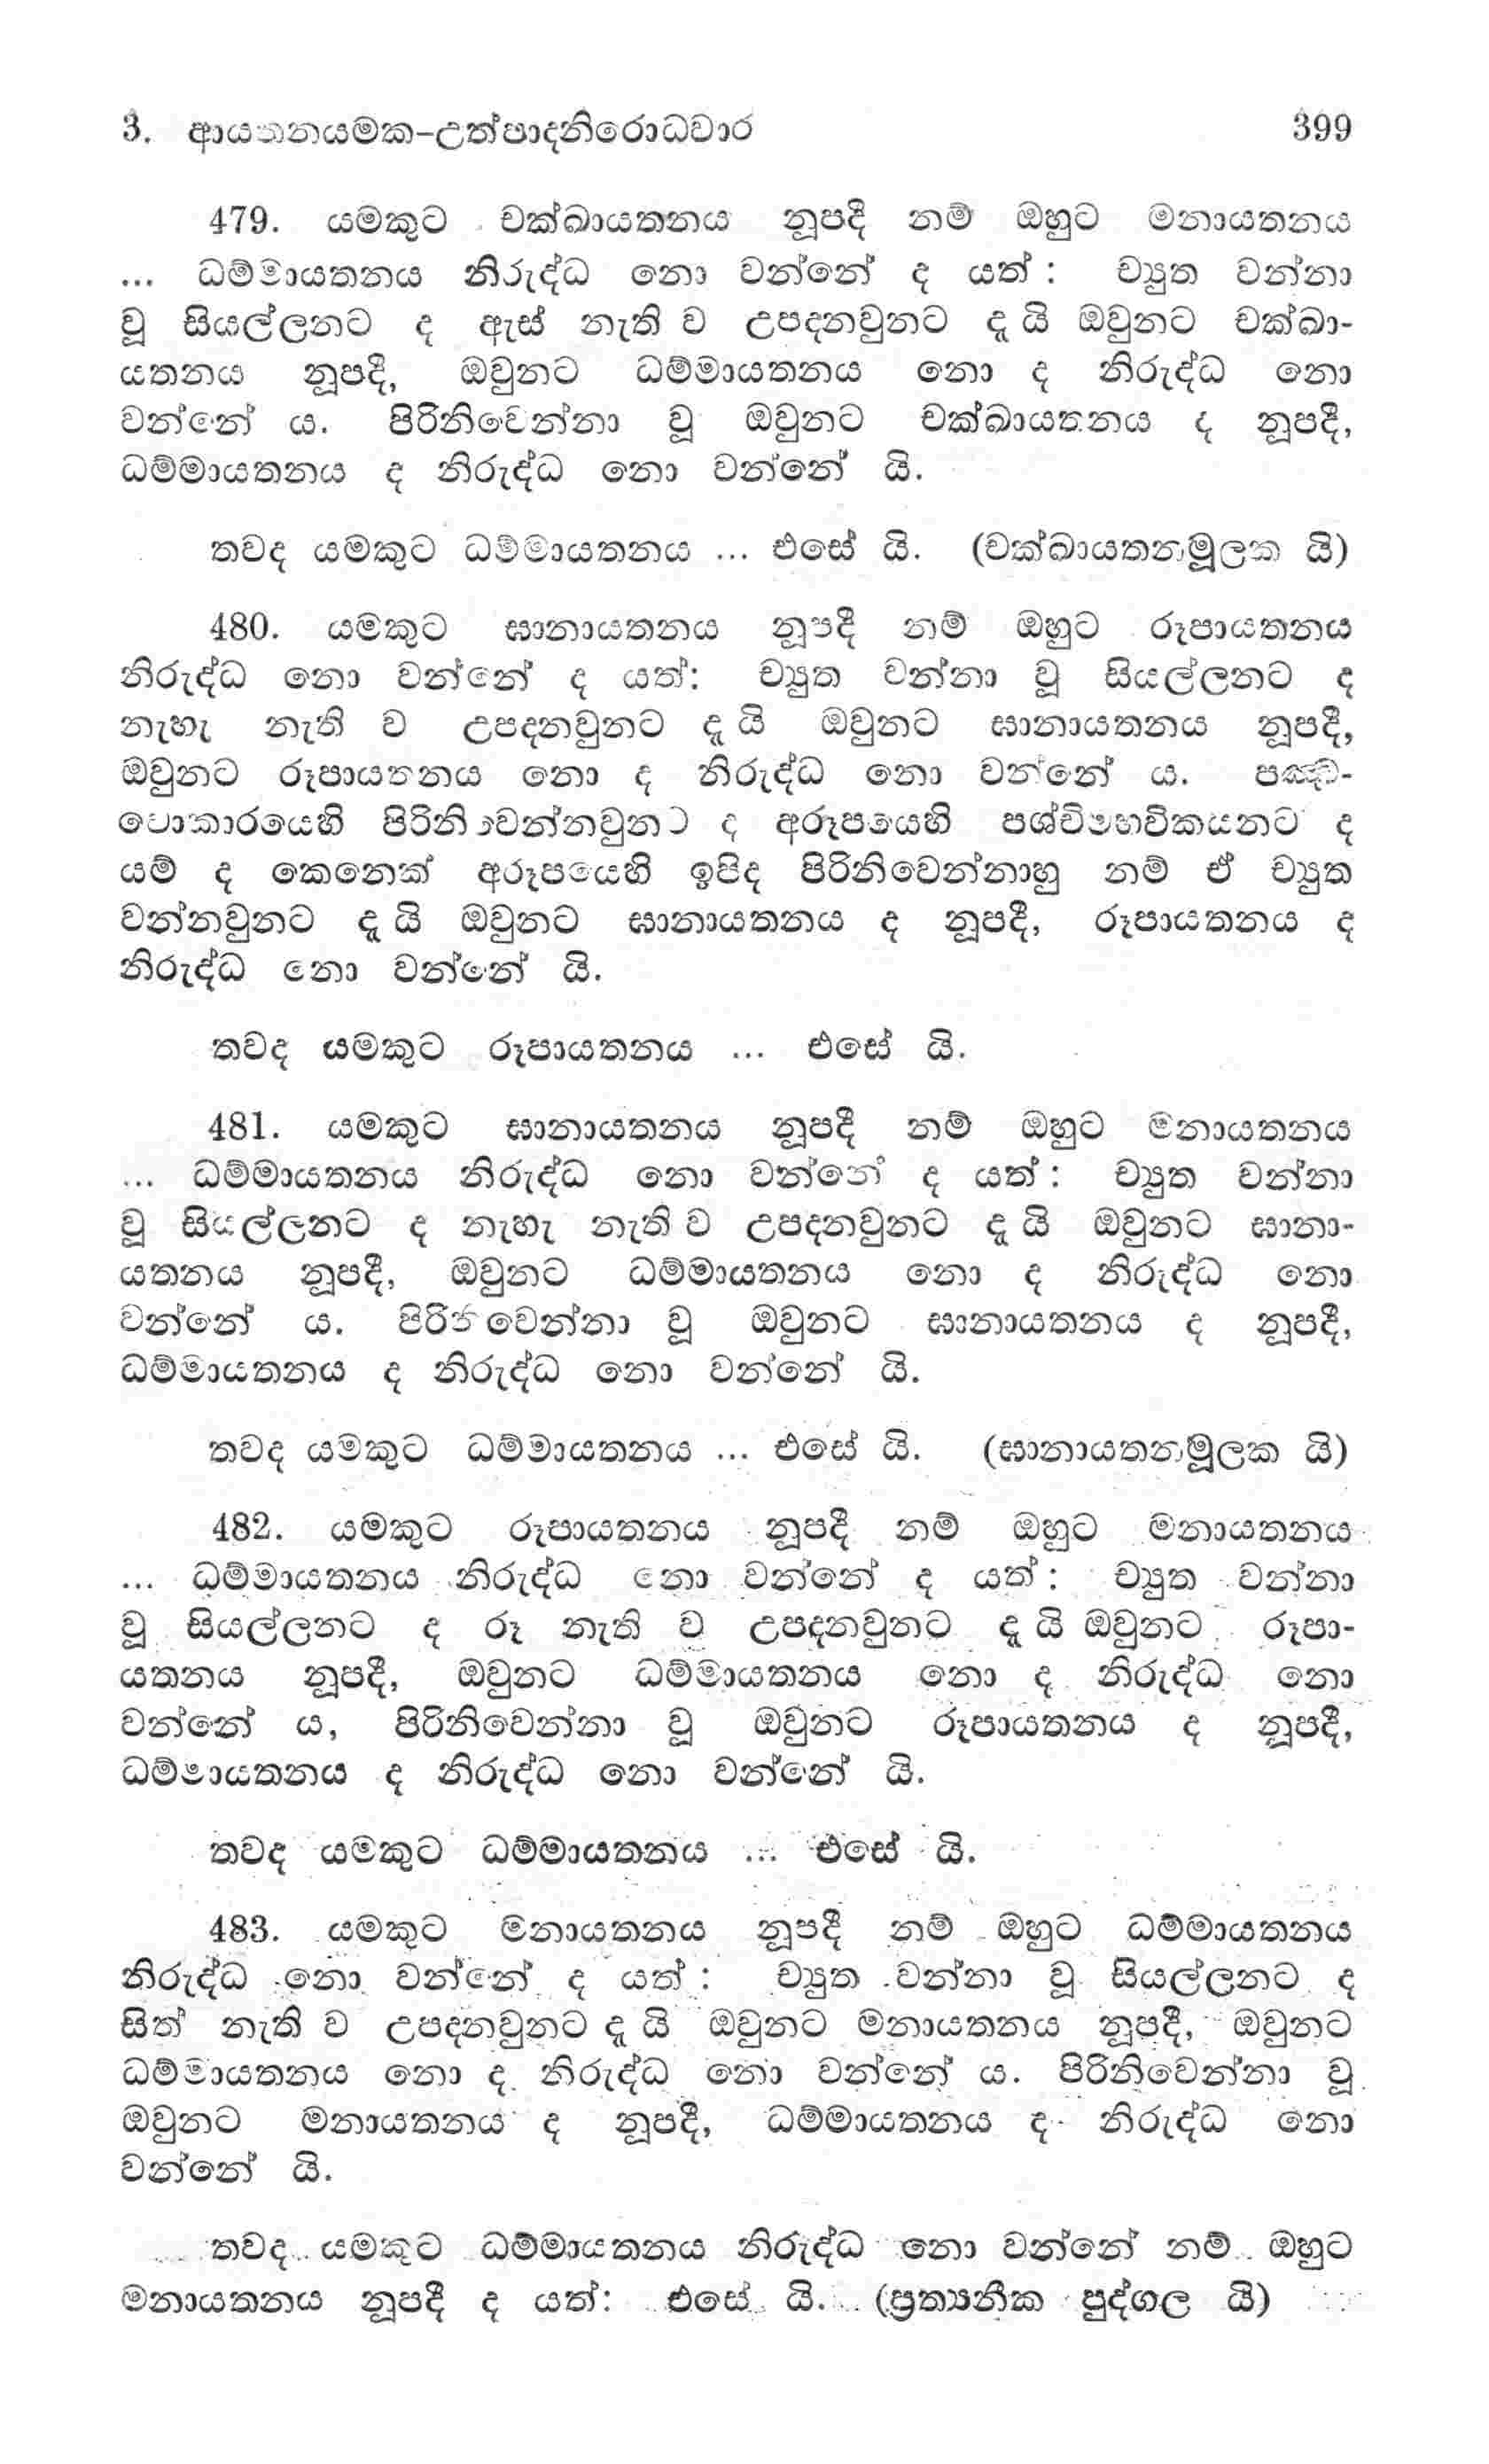 3. ආයතනයමක-උත්පාදනිරොධවාර 399
479. යමකුට චක්ඛායතනය නූපදී නම් ඔහුට මනායතනය
... ධම්මායතනය නිරුද්ධ නො වන්නේ ද යත් : ච්‍යුත වන්නා
වූ සියල්ලනට ද ඇස් නැති ව උපදනවුනට දැ යි ඔවුනට චක්ඛා-
යතනය නූපදී, ඔවුනට ධම්මායතනය නො ද නිරුද්ධ නො
වන්නේ ය. පිරිනිවෙන්නා වූ ඔවුනට චක්ඛායතනය ද නූපදී,
ධම්මායතනය ද නිරුද්ධ නො වන්නේ යි.
තවද යමකුට ධම්මායතනය ... එසේ යි. (චක්ඛායතනමූලක යි)
480. යමකුට ඝානායතනය නූපදී නම් ඔහුට රූපායතනය
නිරුද්ධ නො වන්නේ ද යත්: ච්‍යුත වන්නා වූ සියල්ලනට ද
නැහැ නැති ව උපදනවුනට දැ යි ඔවුනට ඝානායතනය නූපදී,
ඔවුනට රූපායතනය නො ද නිරුද්ධ නො වන්නේ ය. පඤ්ච-
වොකාරයෙහි පිරිනිවෙන්නවුනට ද අරූපයෙහි පශ්චිමභවිකයනට ද
යම් ද කෙනෙක් අරූපයෙහි ඉපිද පිරිනිවෙන්නාහු නම් ඒ ච්‍යුත
වන්නවුනට දැ යි ඔවුනට ඝානායතනය ද නූපදී, රූපායතනය ද
නිරුද්ධ නො වන්නේ යි.
තවද යමකුට රූපායතනය ... එසේ යි.
481. යමකුට ඝානායතනය නූපදී නම් ඔහුට මනායතනය
... ධම්මායතනය නිරුද්ධ නො වන්නේ ද යත් : ච්‍යුත වන්නා
වූ සියල්ලනට ද නැහැ නැති ව උපදනවුනට දැ යි ඔවුනට ඝානා-
යතනය නූපදී, ඔවුනට ධම්මායතනය නො ද නිරුද්ධ නො
වන්නේ ය. පිරිනිවෙන්නා වූ ඔවුනට ඝානායතනය ද නූපදී,
ධම්මායතනය ද නිරුද්ධ නො වන්නේ යි.
තවද යමකුට ධම්මායතනය ... එසේ යි. (ඝානායතනමූලක යි)
482. යමකුට රූපායතනය නූපදී නම් ඔහුට මනායතනය
... ධම්මායතනය නිරුද්ධ නො වන්නේ ද යත් : ච්‍යුත වන්නා
වූ සියල්ලනට ද රූ නැති ව උපදනවුනට දැ යි ඔවුනට රූපා-
යතනය නූපදී, ඔවුනට ධම්මායතනය නො ද නිරුද්ධ නො
වන්නේ ය, පිරිනිවෙන්නා වූ ඔවුනට රූපායතනය ද නූපදී,
ධම්මායතනය ද නිරුද්ධ නො වන්නේ යි.
තවද යමකුට ධම්මායතනය ... එසේ යි.
483. යමකුට මනායතනය නූපදී නම් ඔහුට ධම්මායතනය
නිරුද්ධ නො වන්නේ ද යත් : ච්‍යුත වන්නා වූ සියල්ලනට ද
සිත් නැති ව උපදනවුනට දැ යි ඔවුනට මනායතනය නූපදී, ඔවුනට
ධම්මායතනය නො ද නිරුද්ධ නො වන්නේ ය. පිරිනිවෙන්නා වූ
ඔවුනට මනායතනය ද නූපදී, ධම්මායතනය ද නිරුද්ධ නො
වන්නේ යි.
තවද යමකුට ධම්මායතනය නිරුද්ධ නො වන්නේ නම් ඔහුට
මනායතනය නූපදී ද යත්: එසේ යි. (ප්‍රත්‍යනීක පුද්ගල යි)